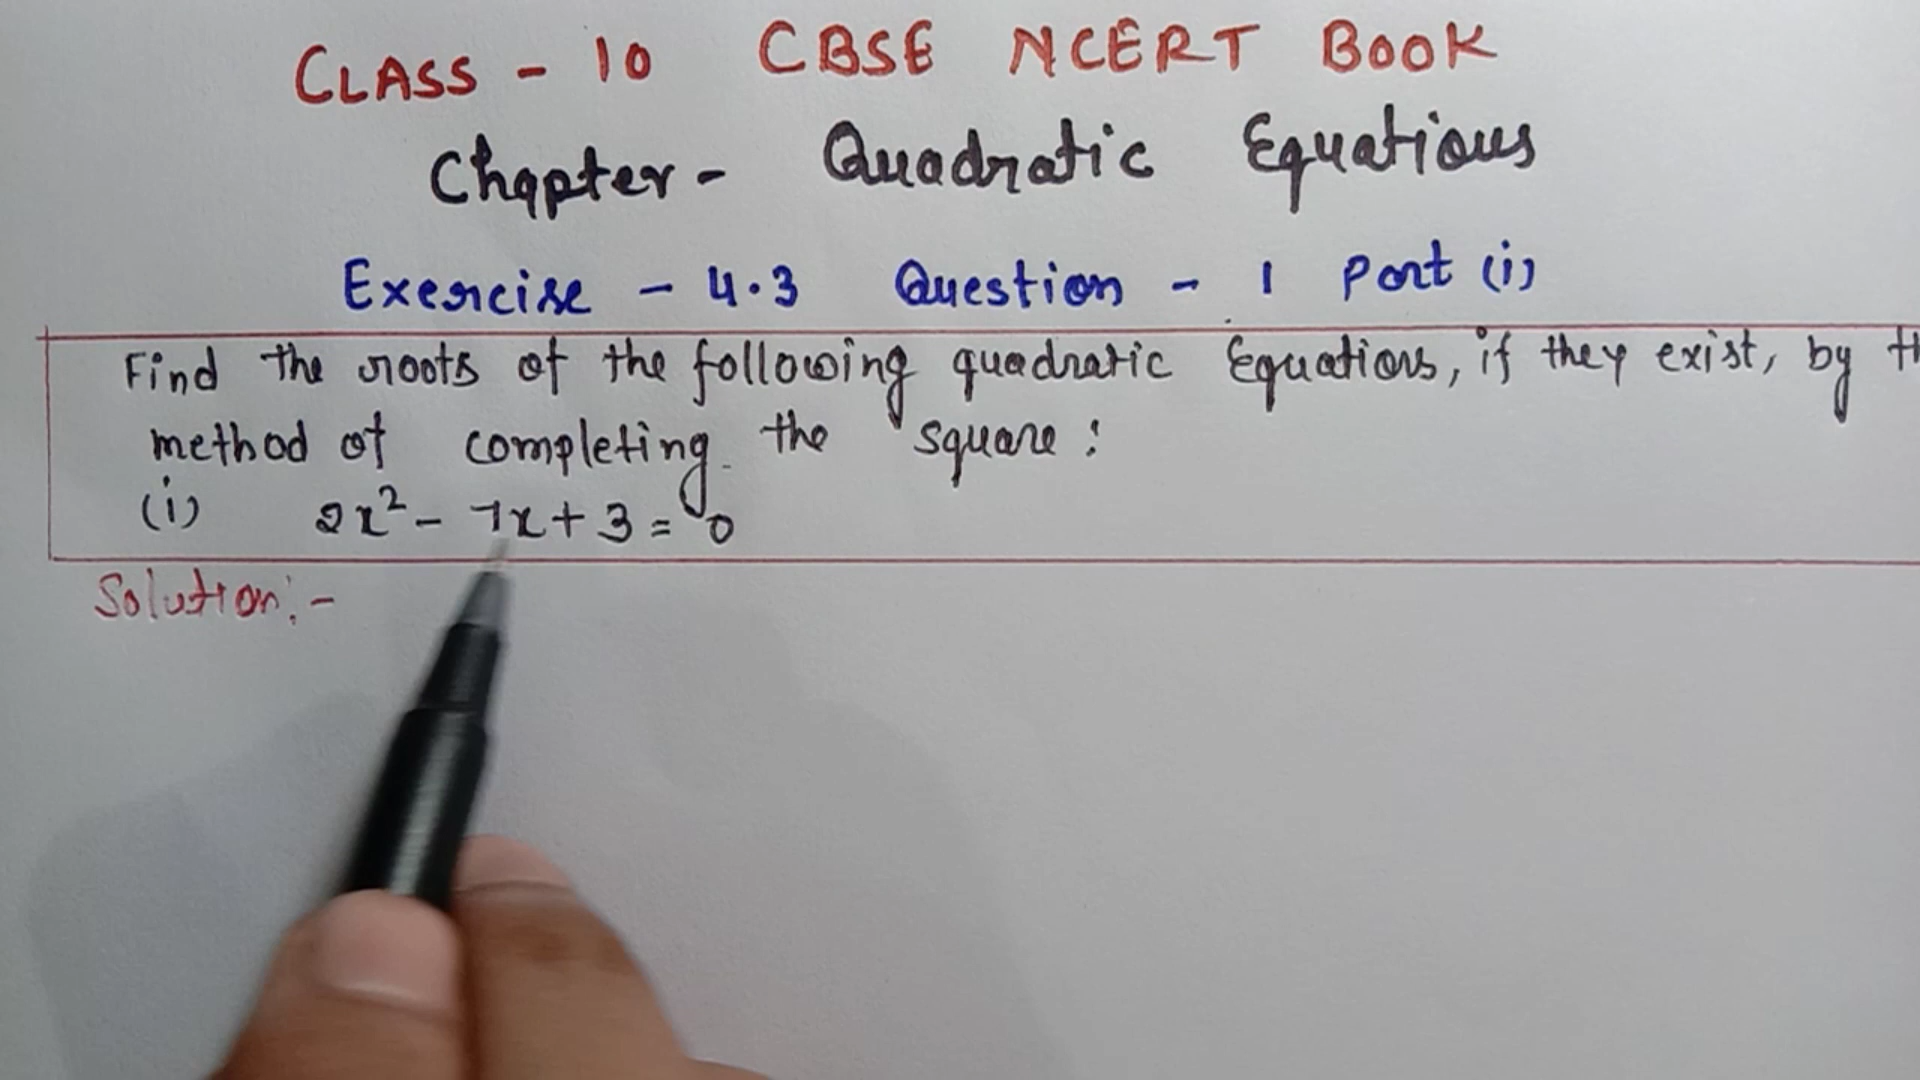 CLASS - 10 CBSE NCERT BOOK
Chapter - Quadratic Equations
Exercise - 4.3 Question - 1 Part (i)
Find the roots of the following quadratic Equations, if they exist, by
method of completing the square:
(i) 2x² - 7x + 3 = 0
Solution:-